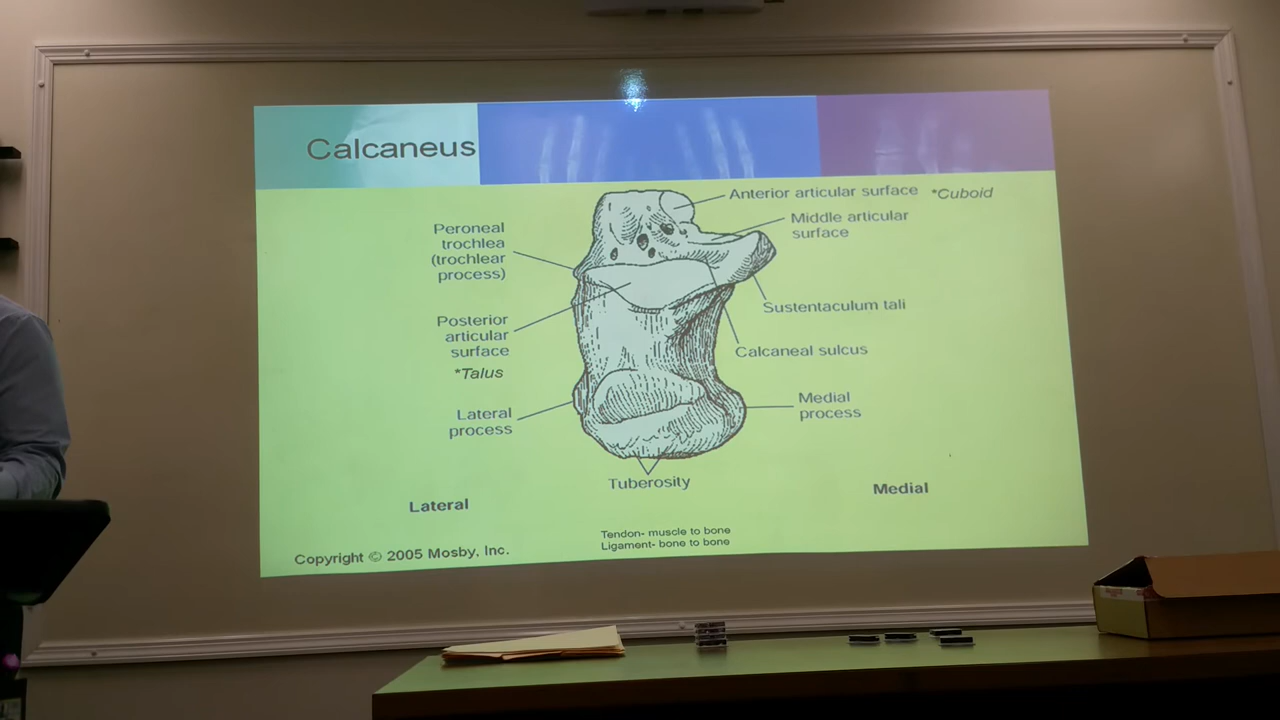 Calcaneus
Anterior articular surface *Cuboid
Middle articular
surface
Peroneal
trochlea
(trochlear
process)
Sustentaculum tali
Posterior
articular
surface
*Talus
Calcaneal sulcus
Lateral
process
Medial
process
Tuberosity
Lateral
Medial
Tendon- muscle to bone
Ligament- bone to bone
Copyright © 2005 Mosby, Inc.